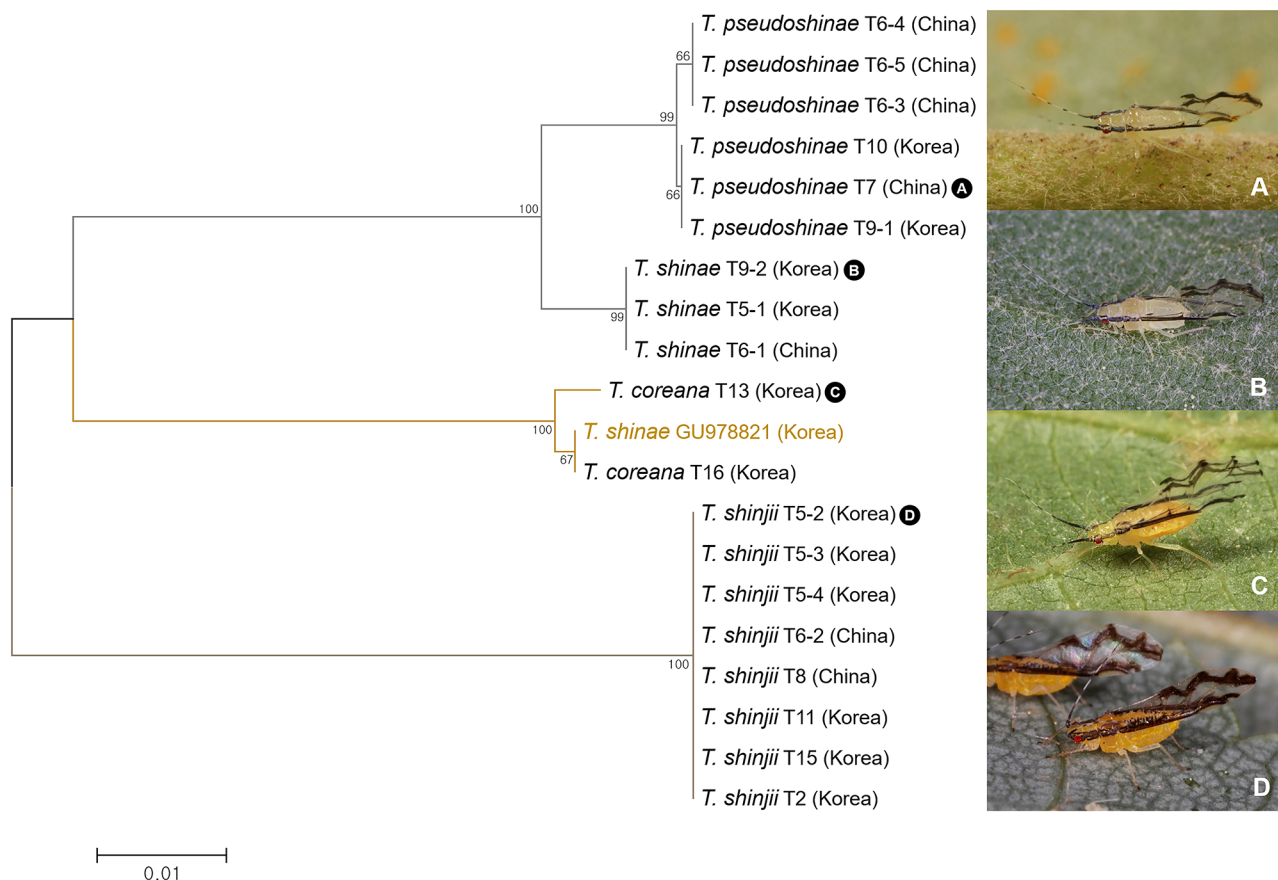 T. pseudoshinae T6-4 (China)
66
T. pseudoshinae T6-5 (China)
T. pseudoshinae T6-3 (China)
99
T. pseudoshinae T10 (Korea)
T. pseudoshinae T7 (China) A
66
A
T. pseudoshinae T9-1 (Korea)
100
T. shinae T9-2 (Korea) B
T. shinae T5-1 (Korea)
99
T. shinae T6-1 (China)
B
T. coreana T13 (Korea) C
100
T. shinae GU978821 (Korea)
67
T. coreana T16 (Korea)
T. shinjii T5-2 (Korea) D
T. shinjii T5-3 (Korea)
C
T. shinjii T5-4 (Korea)
T. shinjii T6-2 (China)
100
T. shinjii T8 (China)
T. shinjii T11 (Korea)
T. shinjii T15 (Korea)
D
T. shinjii T2 (Korea)
0.01